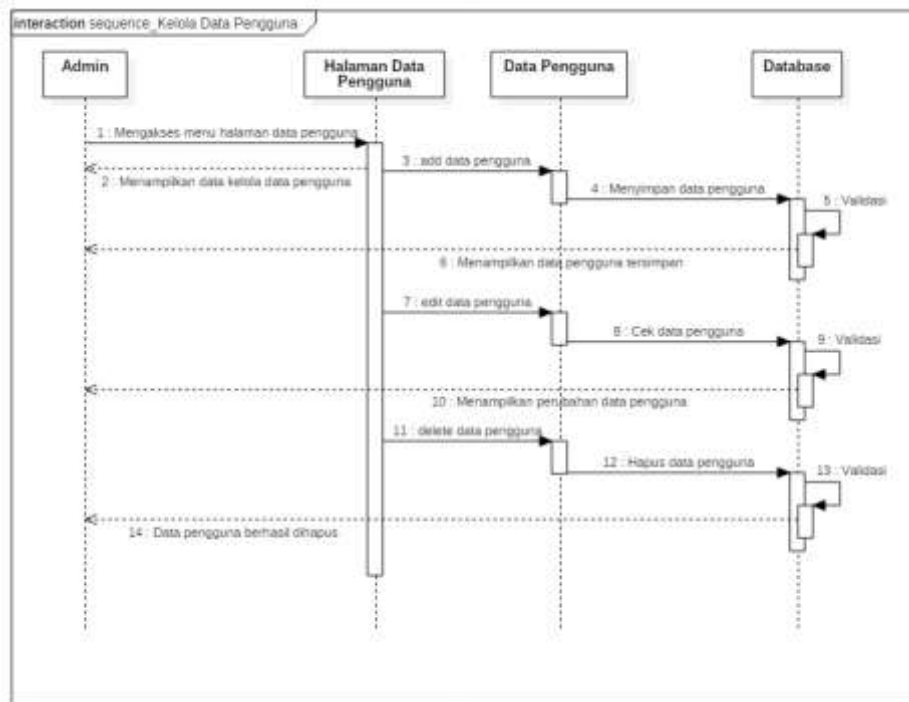 interaction sequence_Kelola Data Pengguna
Admin
Halaman Data
Pengguna
Data Pengguna
Database
1 : Mengakses menu halaman data pengguna
2 : Menampilkan data kelola data pengguna
3 : add data pengguna
4 : Menyimpan data pengguna
5 : Validasi
6 : Menampilkan data pengguna tersimpan
7 : edit data pengguna
8 : Cek data pengguna
9 : Validasi
10 : Menampilkan perubahan data pengguna
11 : delete data pengguna
12 : Hapus data pengguna
13 : Validasi
14 : Data pengguna berhasil dihapus